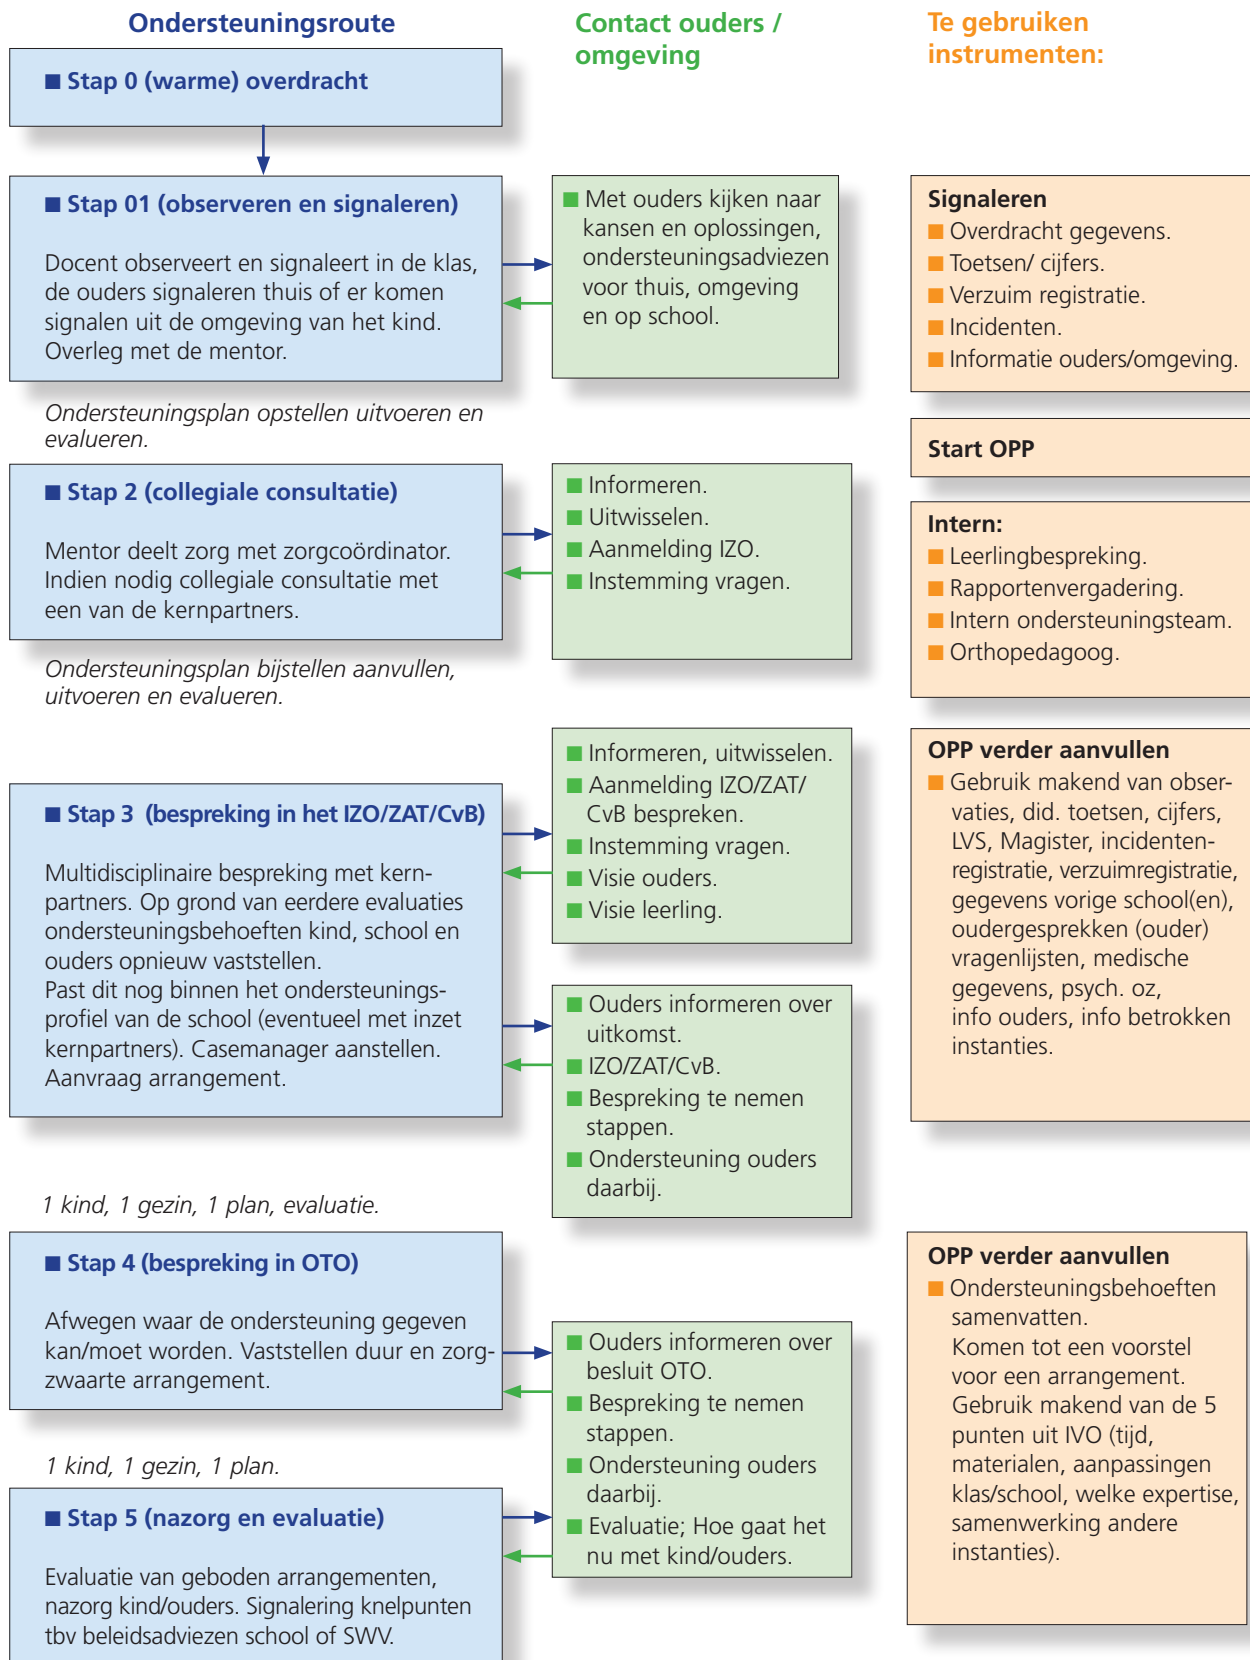 Ondersteuningsroute
■ Stap 0 (warme) overdracht
■ Stap 01 (observeren en signaleren)
Docent observeert en signaleert in de klas,
de ouders signaleren thuis of er komen
signalen uit de omgeving van het kind.
Overleg met de mentor.
Ondersteuningsplan opstellen uitvoeren en
evalueren.
■ Stap 2 (collegiale consultatie)
Mentor deelt zorg met zorgcoördinator.
Indien nodig collegiale consultatie met
een van de kernpartners.
Ondersteuningsplan bijstellen aanvullen,
uitvoeren en evalueren.
■ Stap 3 (bespreking in het IZO/ZAT/CvB)
Multidisciplinaire bespreking met kern-
partners. Op grond van eerdere evaluaties
ondersteuningsbehoeften kind, school en
ouders opnieuw vaststellen.
Past dit nog binnen het ondersteunings-
profiel van de school (eventueel met inzet
kernpartners). Casemanager aanstellen.
Aanvraag arrangement.
1 kind, 1 gezin, 1 plan, evaluatie.
■ Stap 4 (bespreking in OTO)
Afwegen waar de ondersteuning gegeven
kan/moet worden. Vaststellen duur en zorg-
zwaarte arrangement.
1 kind, 1 gezin, 1 plan.
■ Stap 5 (nazorg en evaluatie)
Evaluatie van geboden arrangementen,
nazorg kind/ouders. Signalering knelpunten
tbv beleidsadviezen school of SWV.
Contact ouders /
omgeving
■ Met ouders kijken naar
kansen en oplossingen,
ondersteuningsadviezen
voor thuis, omgeving
en op school.
■ Informeren.
■ Uitwisselen.
■ Aanmelding IZO.
■ Instemming vragen.
■ Informeren, uitwisselen.
■ Aanmelding IZO/ZAT/
CvB bespreken.
■ Instemming vragen.
■ Visie ouders.
■ Visie leerling.
■ Ouders informeren over
uitkomst.
■ IZO/ZAT/CvB.
■ Bespreking te nemen
stappen.
■ Ondersteuning ouders
daarbij.
■ Ouders informeren over
besluit OTO.
■ Bespreking te nemen
stappen.
■ Ondersteuning ouders
daarbij.
■ Evaluatie; Hoe gaat het
nu met kind/ouders.
Te gebruiken
instrumenten:
Signaleren
■ Overdracht gegevens.
■ Toetsen/ cijfers.
■ Verzuim registratie.
■ Incidenten.
■ Informatie ouders/omgeving.
Start OPP
Intern:
■ Leerlingbespreking.
■ Rapportenvergadering.
■ Intern ondersteuningsteam.
■ Orthopedagoog.
OPP verder aanvullen
■ Gebruik makend van obser-
vaties, did. toetsen, cijfers,
LVS, Magister, incidenten-
registratie, verzuimregistratie,
gegevens vorige school(en),
oudergesprekken (ouder)
vragenlijsten, medische
gegevens, psych. oz,
info ouders, info betrokken
instanties.
OPP verder aanvullen
■ Ondersteuningsbehoeften
samenvatten.
Komen tot een voorstel
voor een arrangement.
Gebruik makend van de 5
punten uit IVO (tijd,
materialen, aanpassingen
klas/school, welke expertise,
samenwerking andere
instanties).